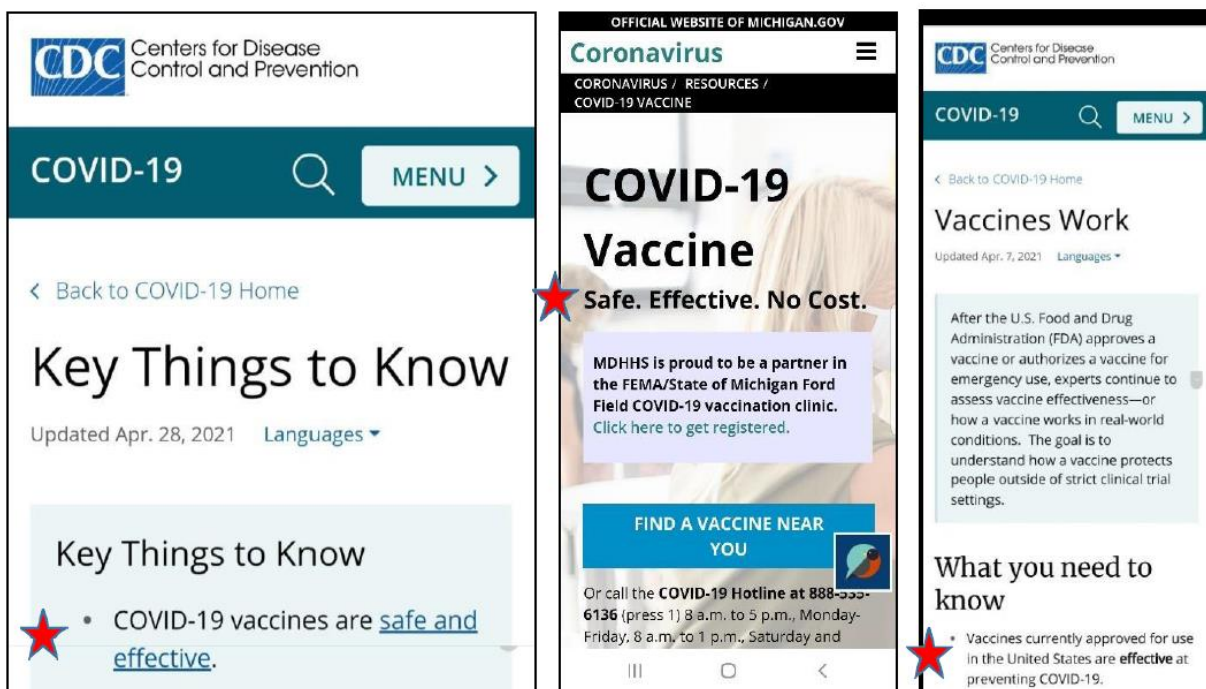 CDC
Centers for Disease
Control and Prevention
COVID-19
MENU >
< Back to COVID-19 Home
Key Things to Know
Updated Apr. 28, 2021 Languages
Key Things to Know
• COVID-19 vaccines are safe and
effective.
OFFICIAL WEBSITE OF MICHIGAN.GOV
Coronavirus
CORONAVIRUS / RESOURCES /
COVID-19 VACCINE
COVID-19
Vaccine
Safe. Effective. No Cost.
MDHHS is proud to be a partner in
the FEMA/State of Michigan Ford
Field COVID-19 vaccination clinic.
Click here to get registered.
FIND A VACCINE NEAR
YOU
Or call the COVID-19 Hotline at 888-535-
6136 (press 1) 8 a.m. to 5 p.m., Monday-
Friday, 8 a.m. to 1 p.m., Saturday and
CDC
Centers for Disease
Control and Prevention
COVID-19
MENU >
< Back to COVID-19 Home
Vaccines Work
Updated Apr. 7, 2021 Languages
After the U.S. Food and Drug
Administration (FDA) approves a
vaccine or authorizes a vaccine for
emergency use, experts continue to
assess vaccine effectiveness—or
how a vaccine works in real-world
conditions. The goal is to
understand how a vaccine protects
people outside of strict clinical trial
settings.
What you need to
know
• Vaccines currently approved for use
in the United States are effective at
preventing COVID-19.